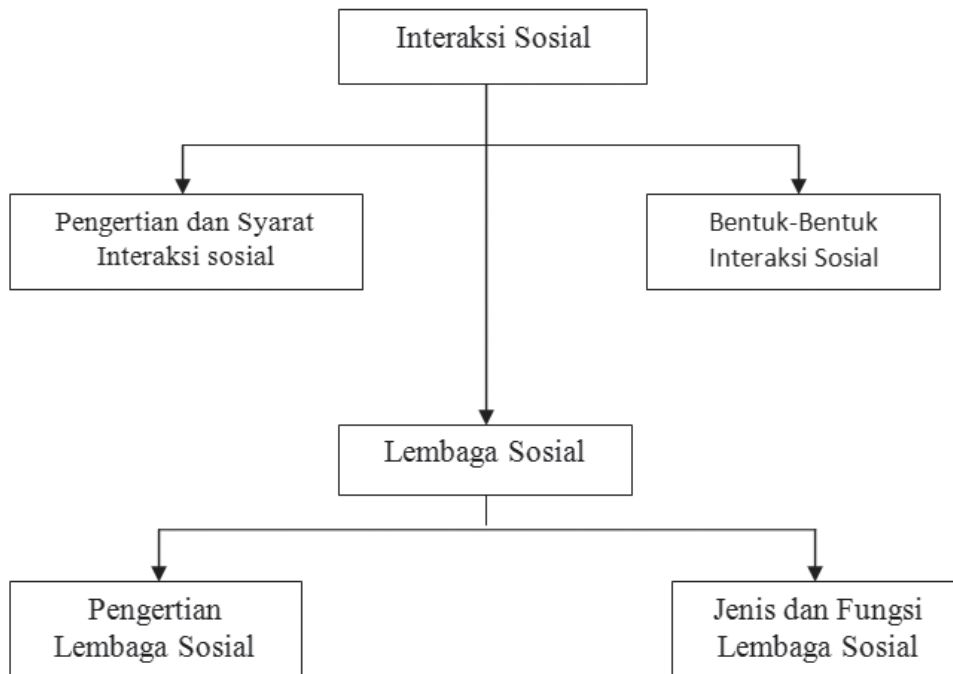 Interaksi Sosial
Pengertian dan Syarat
Interaksi sosial
Bentuk-Bentuk
Interaksi Sosial
Lembaga Sosial
Pengertian
Lembaga Sosial
Jenis dan Fungsi
Lembaga Sosial